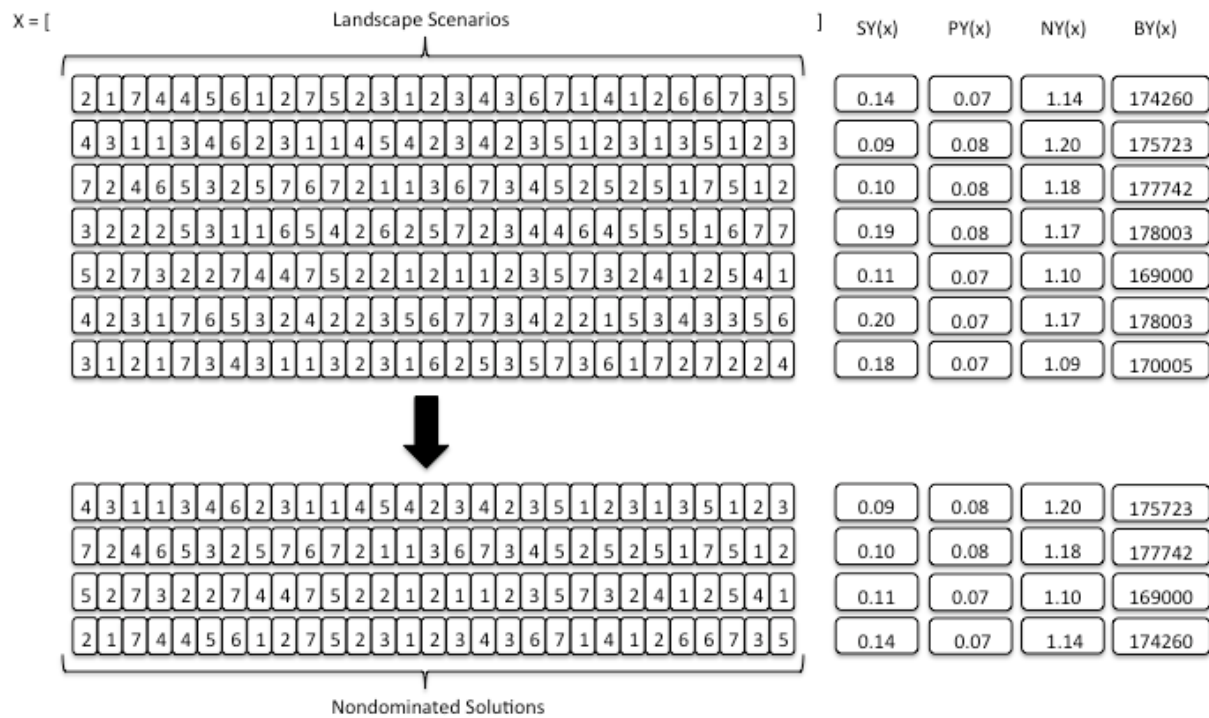 X = [ Landscape Scenarios ] SY(x) PY(x) NY(x) BY(x)
2 1 7 4 4 5 6 1 2 7 5 2 3 1 2 3 4 3 6 7 1 4 1 2 6 6 7 3 5 0.14 0.07 1.14 174260
4 3 1 1 3 4 6 2 3 1 1 4 5 4 2 3 4 2 3 5 1 2 3 1 3 5 1 2 3 0.09 0.08 1.20 175723
7 2 4 6 5 3 2 5 7 6 7 2 1 1 3 6 7 3 4 5 2 5 2 5 1 7 5 1 2 0.10 0.08 1.18 177742
3 2 2 2 5 3 1 1 6 5 4 2 6 2 5 7 2 3 4 4 6 4 5 5 5 1 6 7 7 0.19 0.08 1.17 178003
5 2 7 3 2 2 7 4 4 7 5 2 2 1 2 1 1 2 3 5 7 3 2 4 1 2 5 4 1 0.11 0.07 1.10 169000
4 2 3 1 7 6 5 3 2 4 2 2 3 5 6 7 7 3 4 2 2 1 5 3 4 3 3 5 6 0.20 0.07 1.17 178003
3 1 2 1 7 3 4 3 1 1 3 2 3 1 6 2 5 3 5 7 3 6 1 7 2 7 2 2 4 0.18 0.07 1.09 170005
4 3 1 1 3 4 6 2 3 1 1 4 5 4 2 3 4 2 3 5 1 2 3 1 3 5 1 2 3 0.09 0.08 1.20 175723
7 2 4 6 5 3 2 5 7 6 7 2 1 1 3 6 7 3 4 5 2 5 2 5 1 7 5 1 2 0.10 0.08 1.18 177742
5 2 7 3 2 2 7 4 4 7 5 2 2 1 2 1 1 2 3 5 7 3 2 4 1 2 5 4 1 0.11 0.07 1.10 169000
2 1 7 4 4 5 6 1 2 7 5 2 3 1 2 3 4 3 6 7 1 4 1 2 6 6 7 3 5 0.14 0.07 1.14 174260
Nondominated Solutions